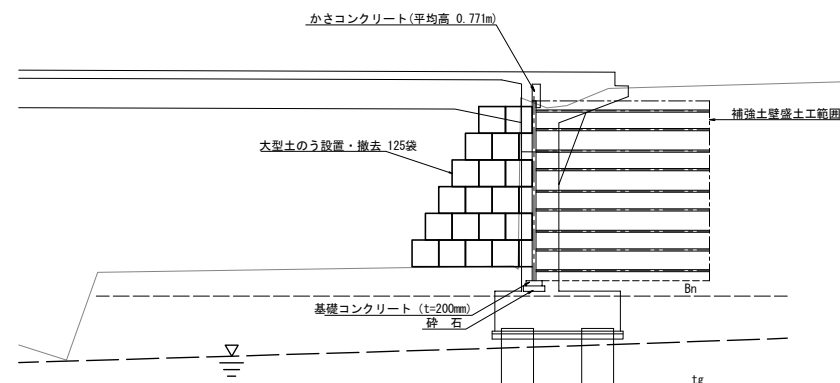 かさコンクリート(平均高 0.771m)
補強土壁盛土工範囲
大型土のう設置・撤去 125袋
Bn
基礎コンクリート (t=200mm)
砕 石
tg